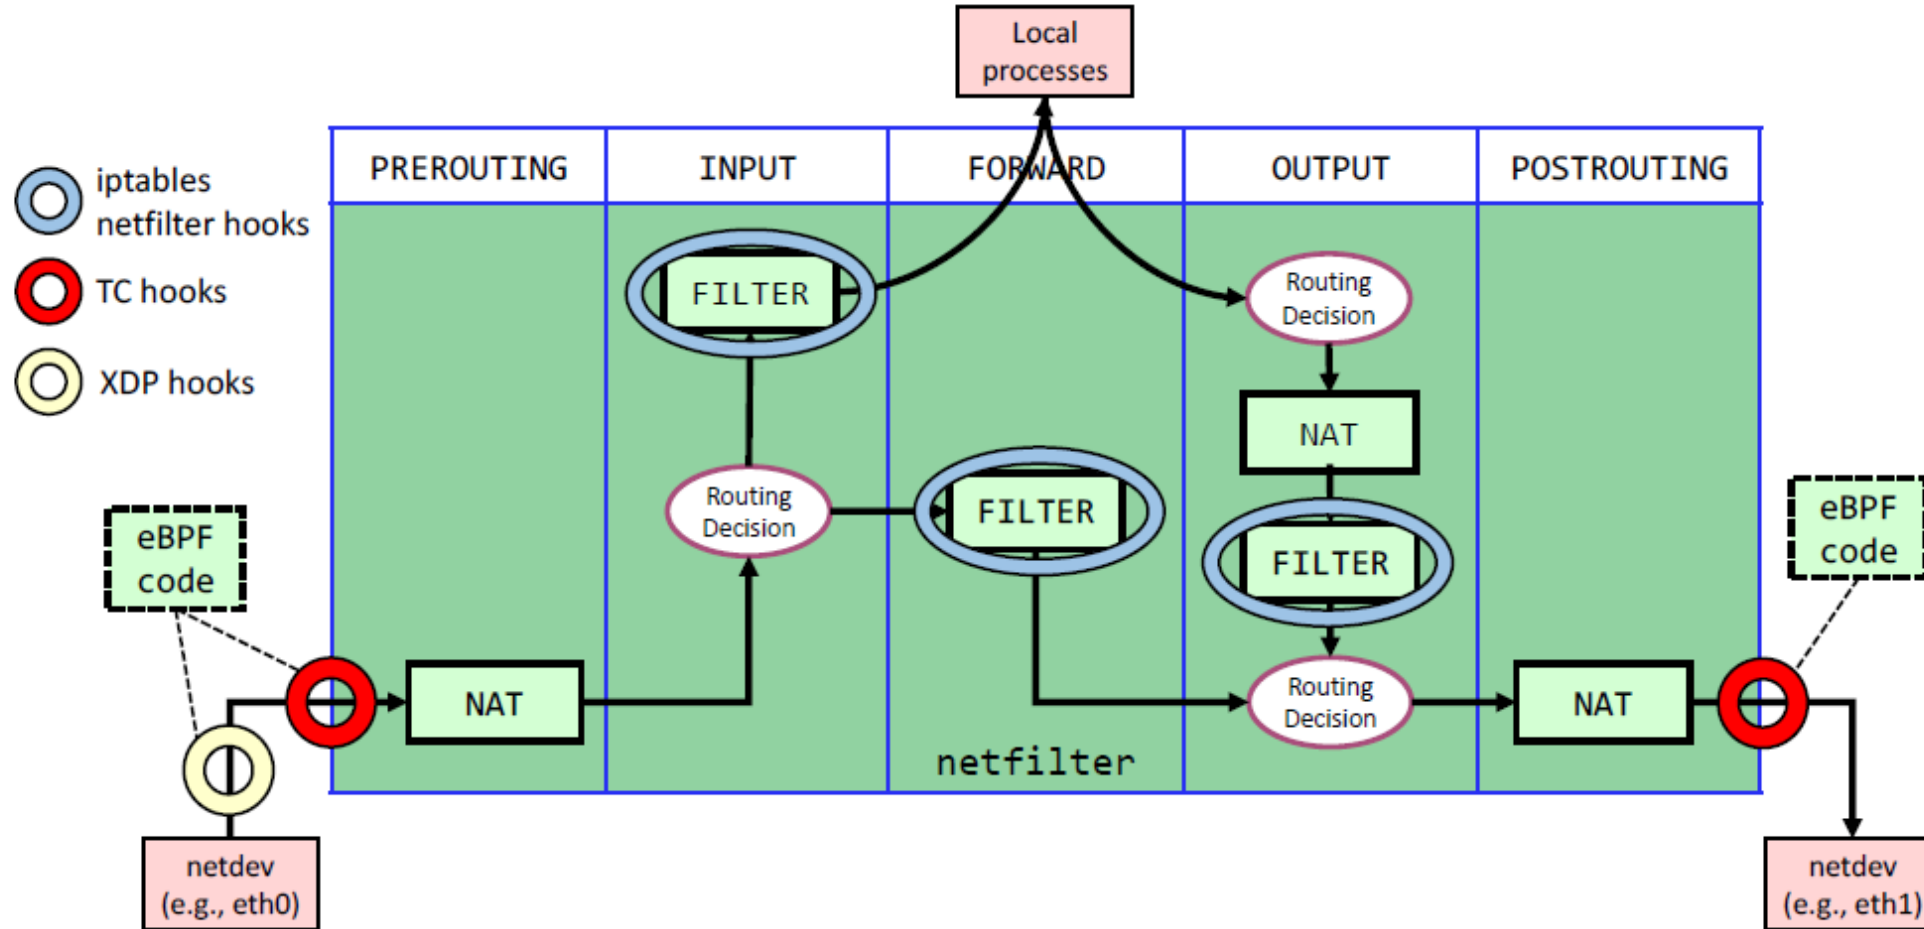 Local
processes
PREROUTING
INPUT
FORWARD
OUTPUT
POSTROUTING
iptables
netfilter hooks
TC hooks
XDP hooks
FILTER
Routing
Decision
NAT
Routing
Decision
FILTER
FILTER
eBPF
code
eBPF
code
NAT
Routing
Decision
NAT
netfilter
netdev
(e.g., eth0)
netdev
(e.g., eth1)